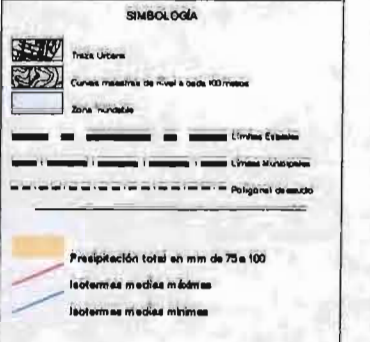 SIMBOLOGÍA
Traza Urbana
Curvas maestras de nivel a cada 100 metros
Zona Inundable
Límites Estatales
Límites Municipales
Poligonal de estudio
Precipitación total en mm de 75 a 100
Isotermas medias máximas
Isotermas medias mínimas